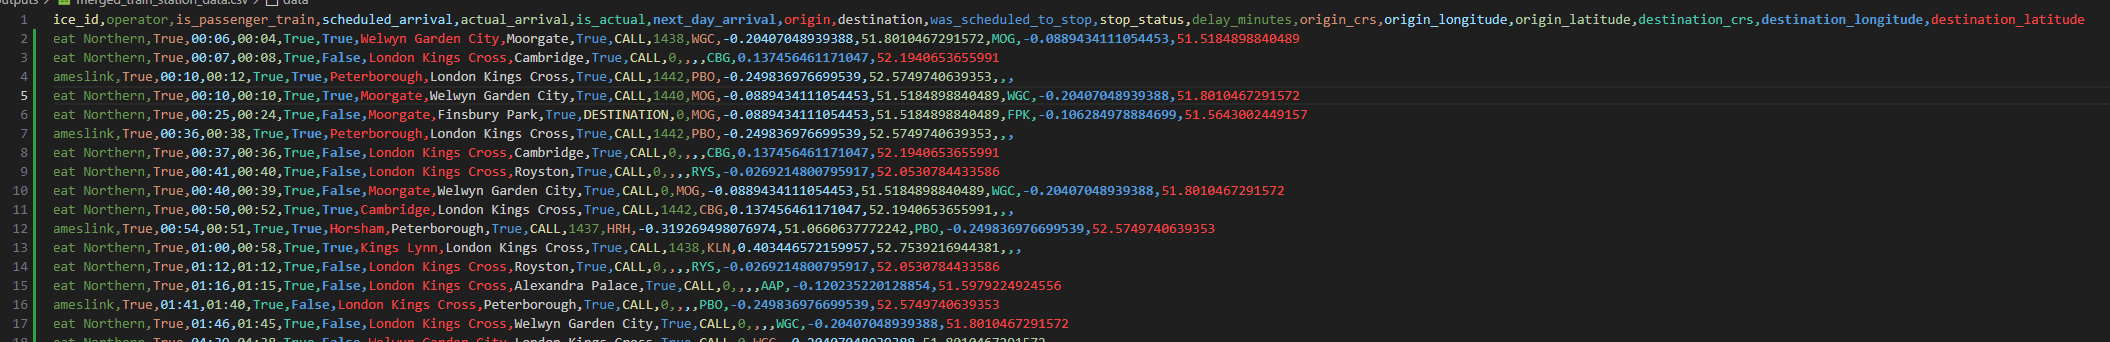 outputs > merged_train_station_data.csv > data
1 ice_id,operator,is_passenger_train,scheduled_arrival,actual_arrival,is_actual,next_day_arrival,origin,destination,was_scheduled_to_stop,stop_status,delay_minutes,origin_crs,origin_longitude,origin_latitude,destination_crs,destination_longitude,destination_latitude
2 eat Northern,True,00:06,00:04,True,True,Welwyn Garden City,Moorgate,True,CALL,1438,WGC,-0.20407048939388,51.8010467291572,MOG,-0.0889434111054453,51.5184898840489
3 eat Northern,True,00:07,00:08,True,False,London Kings Cross,Cambridge,True,CALL,0,,,,CBG,0.137456461171047,52.1940653655991
4 ameslink,True,00:10,00:12,True,True,Peterborough,London Kings Cross,True,CALL,1442,PBO,-0.249836976699539,52.5749740639353,,,
5 eat Northern,True,00:10,00:10,True,True,Moorgate,Welwyn Garden City,True,CALL,1440,MOG,-0.0889434111054453,51.5184898840489,WGC,-0.20407048939388,51.8010467291572
6 eat Northern,True,00:25,00:24,True,False,Moorgate,Finsbury Park,True,DESTINATION,0,MOG,-0.0889434111054453,51.5184898840489,FPK,-0.106284978884699,51.5643002449157
7 ameslink,True,00:36,00:38,True,True,Peterborough,London Kings Cross,True,CALL,1442,PBO,-0.249836976699539,52.5749740639353,,,
8 eat Northern,True,00:37,00:36,True,False,London Kings Cross,Cambridge,True,CALL,0,,,,CBG,0.137456461171047,52.1940653655991
9 eat Northern,True,00:41,00:40,True,False,London Kings Cross,Royston,True,CALL,0,,,,RYS,-0.0269214800795917,52.0530784433586
10 eat Northern,True,00:40,00:39,True,False,Moorgate,Welwyn Garden City,True,CALL,0,MOG,-0.0889434111054453,51.5184898840489,WGC,-0.20407048939388,51.8010467291572
11 eat Northern,True,00:50,00:52,True,True,Cambridge,London Kings Cross,True,CALL,1442,CBG,0.137456461171047,52.1940653655991,,,
12 ameslink,True,00:54,00:51,True,True,Horsham,Peterborough,True,CALL,1437,HRH,-0.319269498076974,51.0660637772242,PBO,-0.249836976699539,52.5749740639353
13 eat Northern,True,01:00,00:58,True,True,Kings Lynn,London Kings Cross,True,CALL,1438,KLN,0.403446572159957,52.7539216944381,,,
14 eat Northern,True,01:12,01:12,True,False,London Kings Cross,Royston,True,CALL,0,,,,RYS,-0.0269214800795917,52.0530784433586
15 eat Northern,True,01:16,01:15,True,False,London Kings Cross,Alexandra Palace,True,CALL,0,,,,AAP,-0.120235220128854,51.5979224924556
16 ameslink,True,01:41,01:40,True,False,London Kings Cross,Peterborough,True,CALL,0,,,,PBO,-0.249836976699539,52.5749740639353
17 eat Northern,True,01:46,01:45,True,False,London Kings Cross,Welwyn Garden City,True,CALL,0,,,,WGC,-0.20407048939388,51.8010467291572